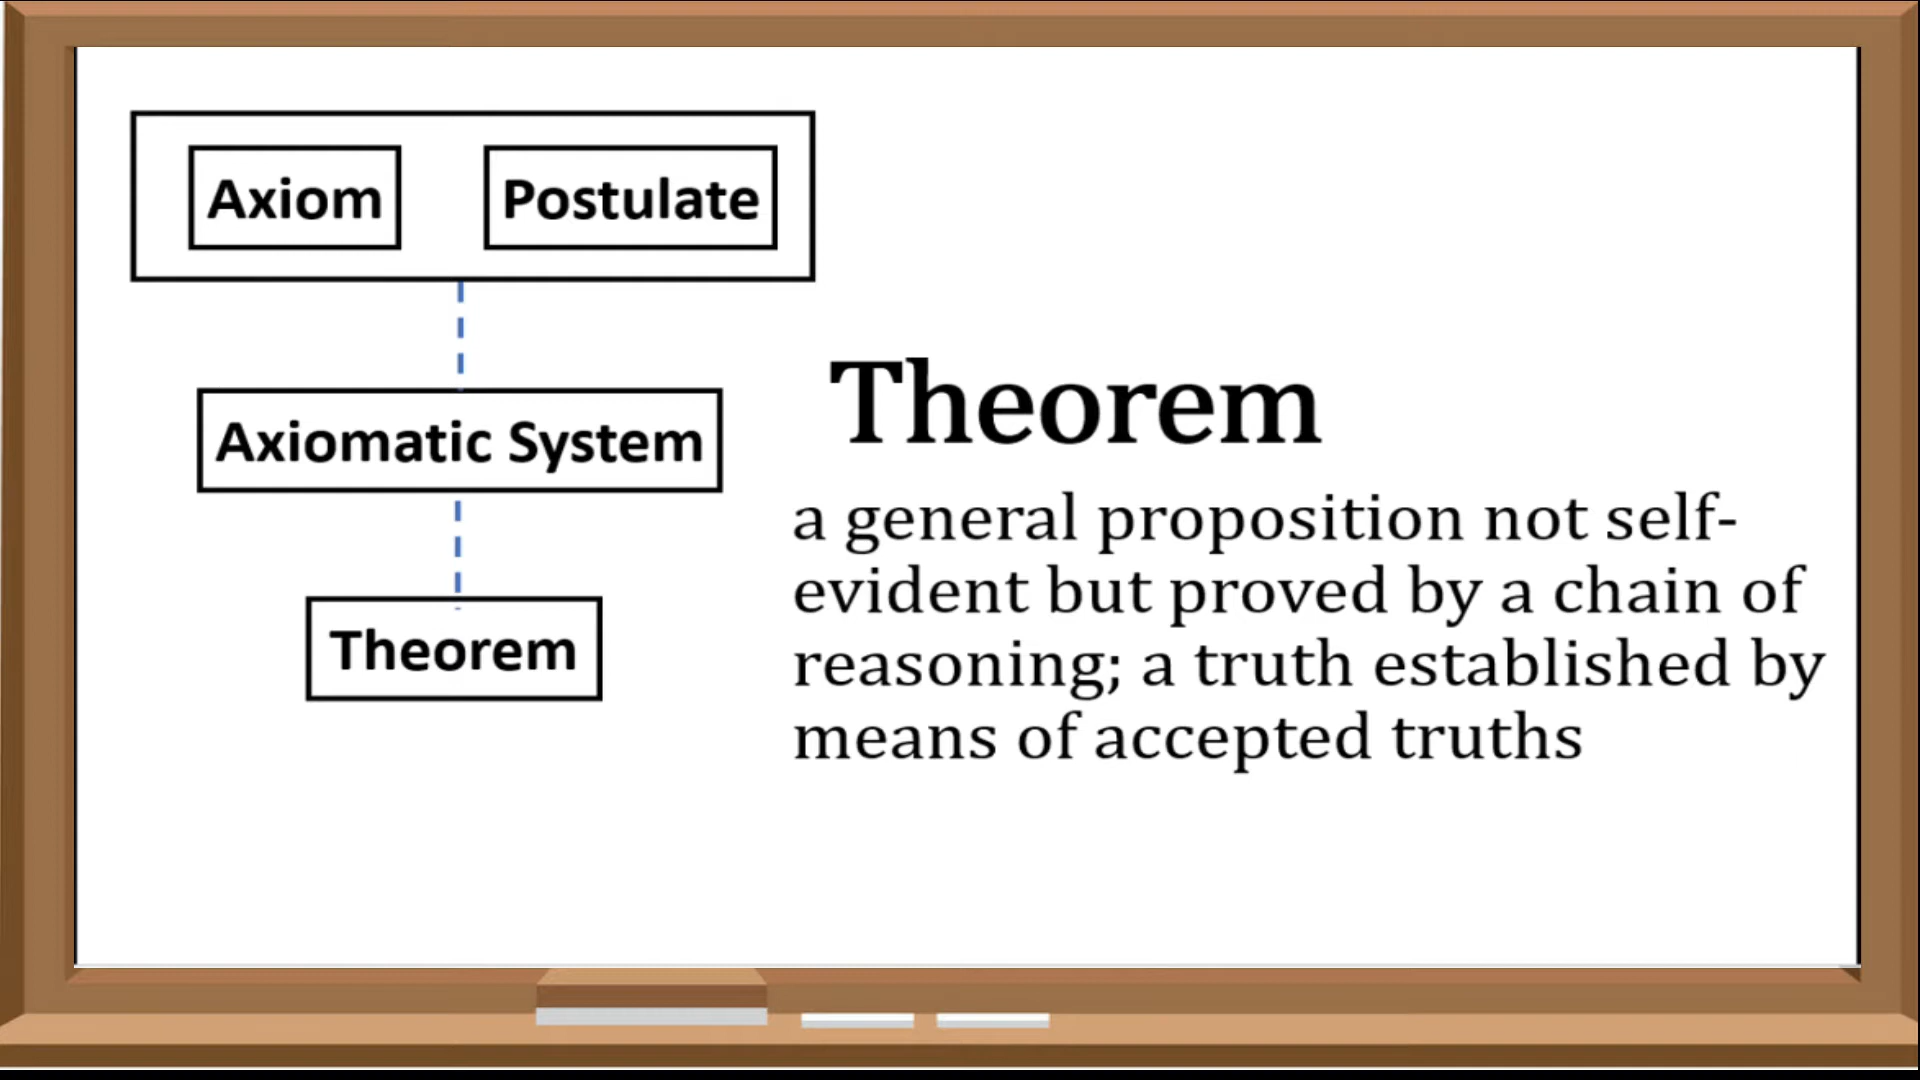 Axiom
Postulate
Axiomatic System
Theorem
Theorem
a general proposition not self-
evident but proved by a chain of
reasoning; a truth established by
means of accepted truths